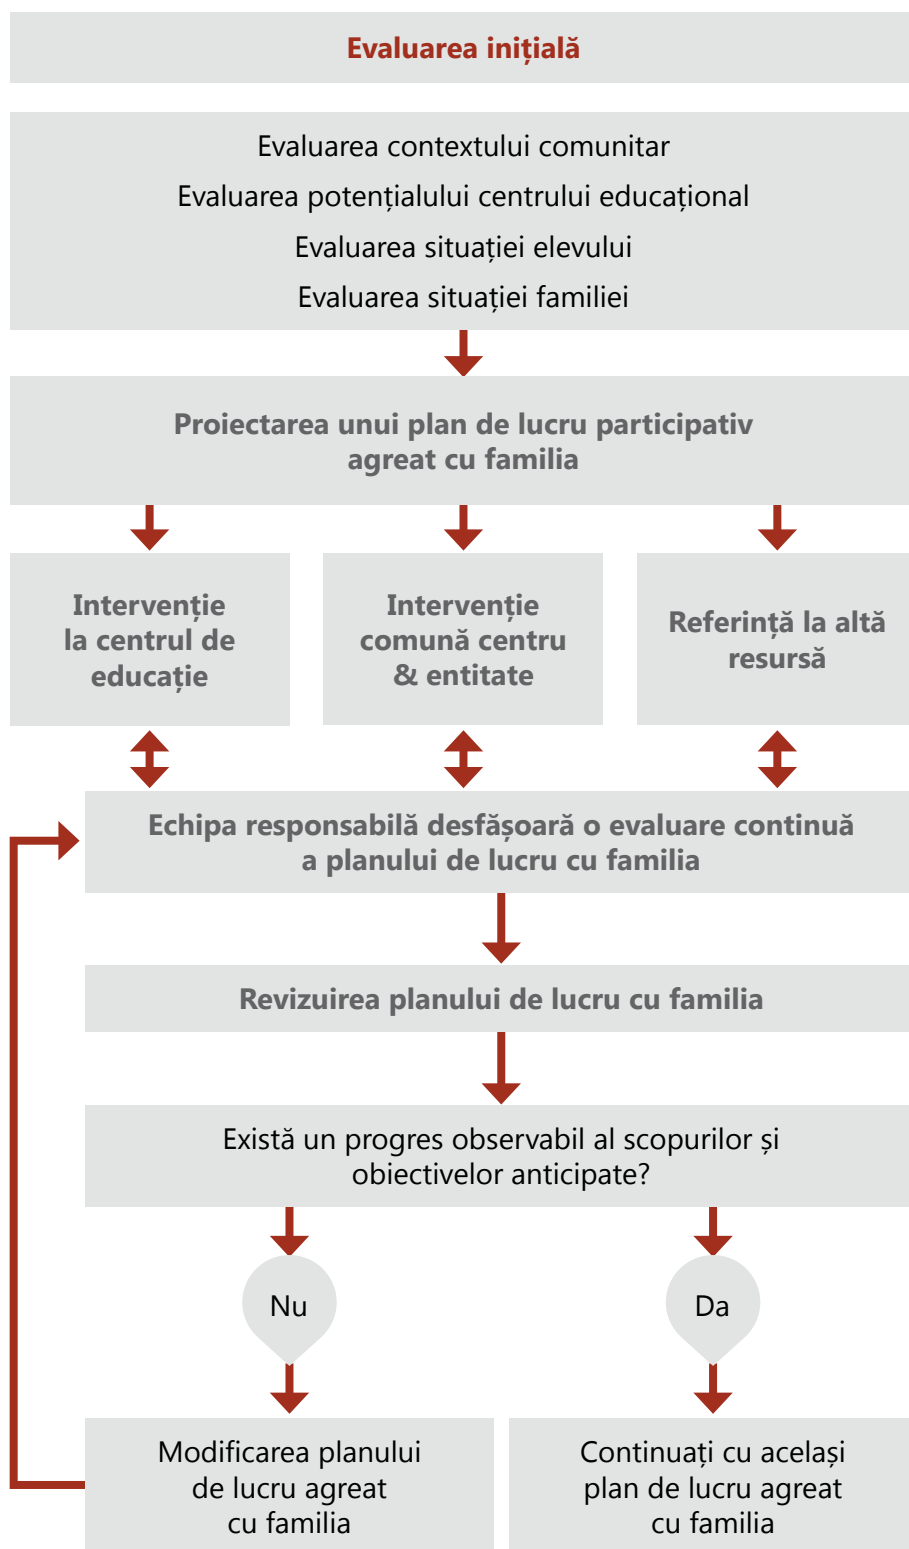 Evaluarea inițială
Evaluarea contextului comunitar
Evaluarea potențialului centrului educațional
Evaluarea situației elevului
Evaluarea situației familiei
Proiectarea unui plan de lucru participativ
agreat cu familia
Intervenție
la centrul de
educație
Intervenție
comună centru
& entitate
Referință la altă
resursă
Echipa responsabilă desfășoară o evaluare continuă
a planului de lucru cu familia
Revizuirea planului de lucru cu familia
Există un progres observabil al scopurilor și
obiectivelor anticipate?
Nu
Da
Modificarea planului
de lucru agreat
cu familia
Continuați cu același
plan de lucru agreat
cu familia